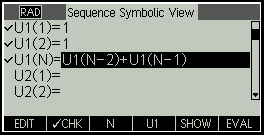 RAD Sequence Symbolic View
✓U1(1)=1
✓U1(2)=1
✓U1(N)=U1(N-2)+U1(N-1)
U2(1)=
U2(2)=
EDIT ✓CHK N U1 SHOW EVAL